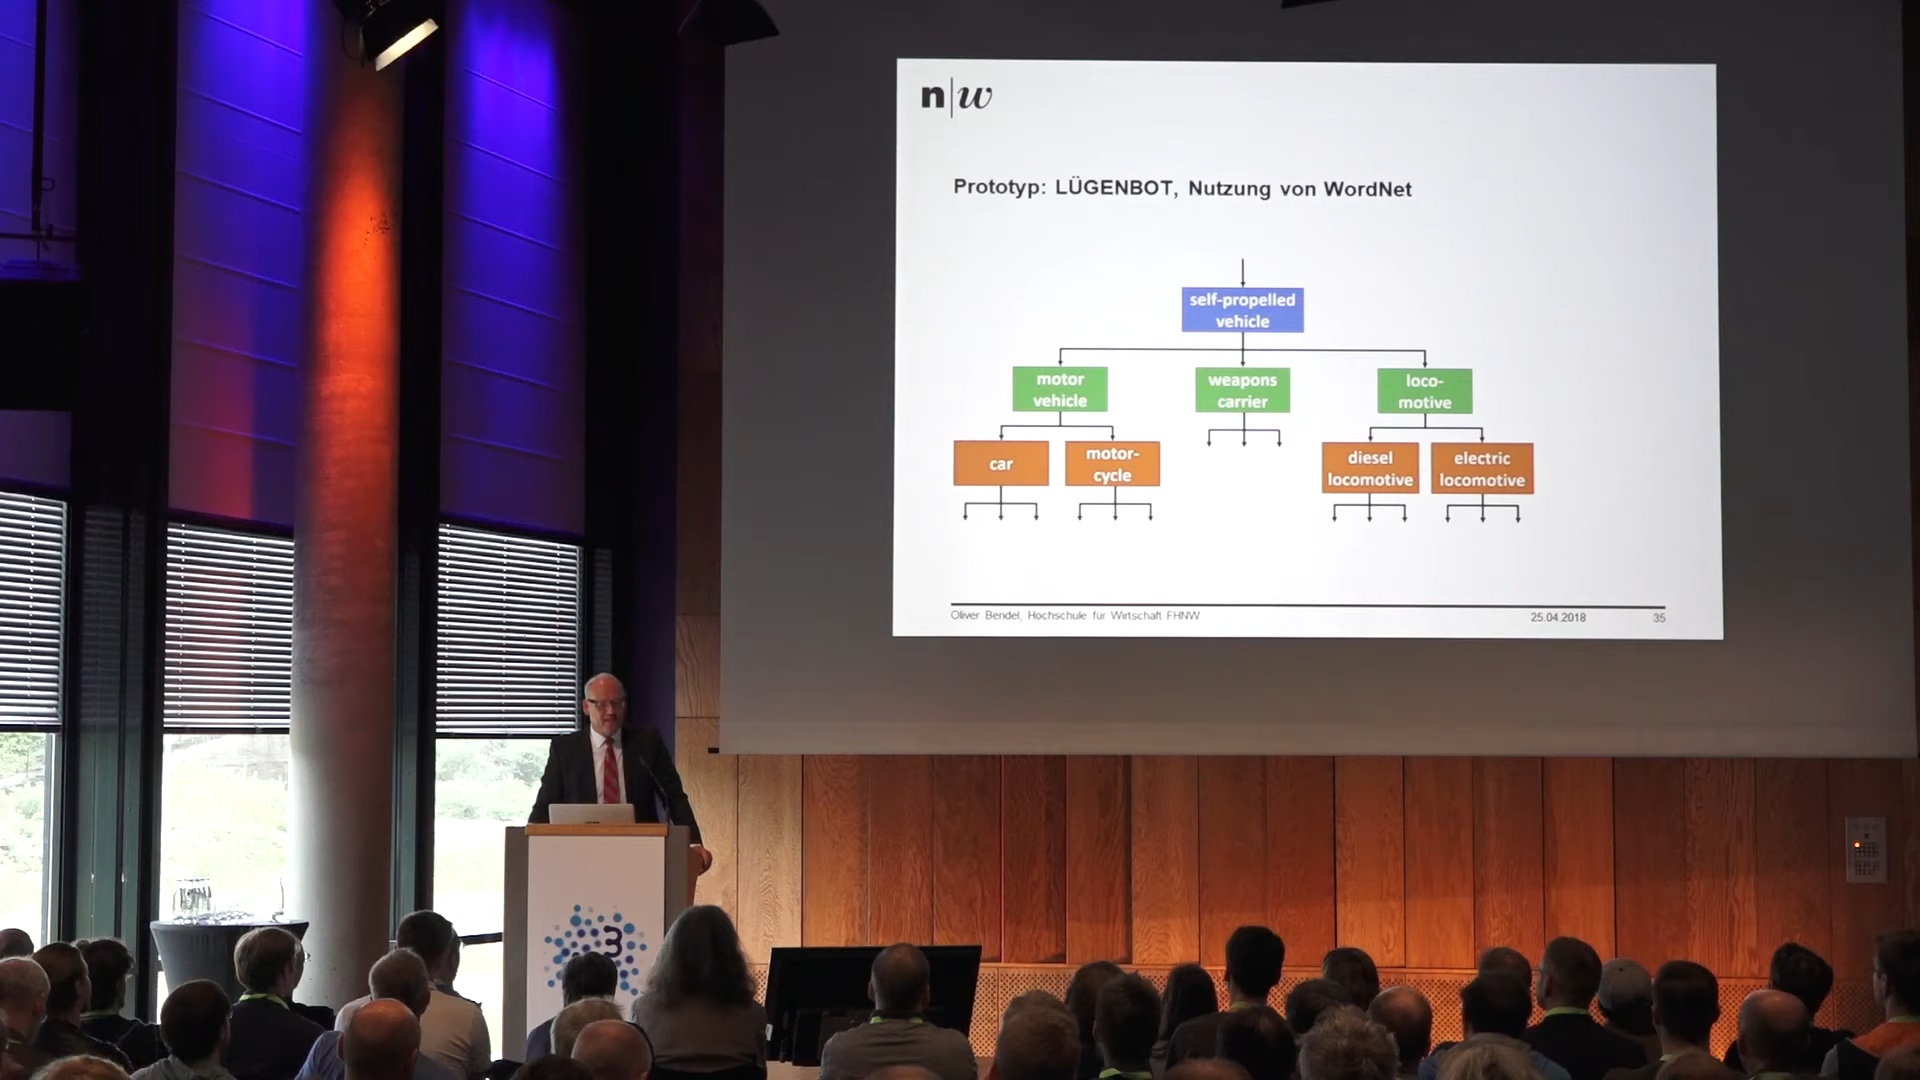 n|w
Prototyp: LÜGENBOT, Nutzung von WordNet
self-propelled
vehicle
motor
vehicle
weapons
carrier
loco-
motive
car
motor-
cycle
diesel
locomotive
electric
locomotive
Oliver Bendel, Hochschule für Wirtschaft FHNW
25.04.2018
35
3